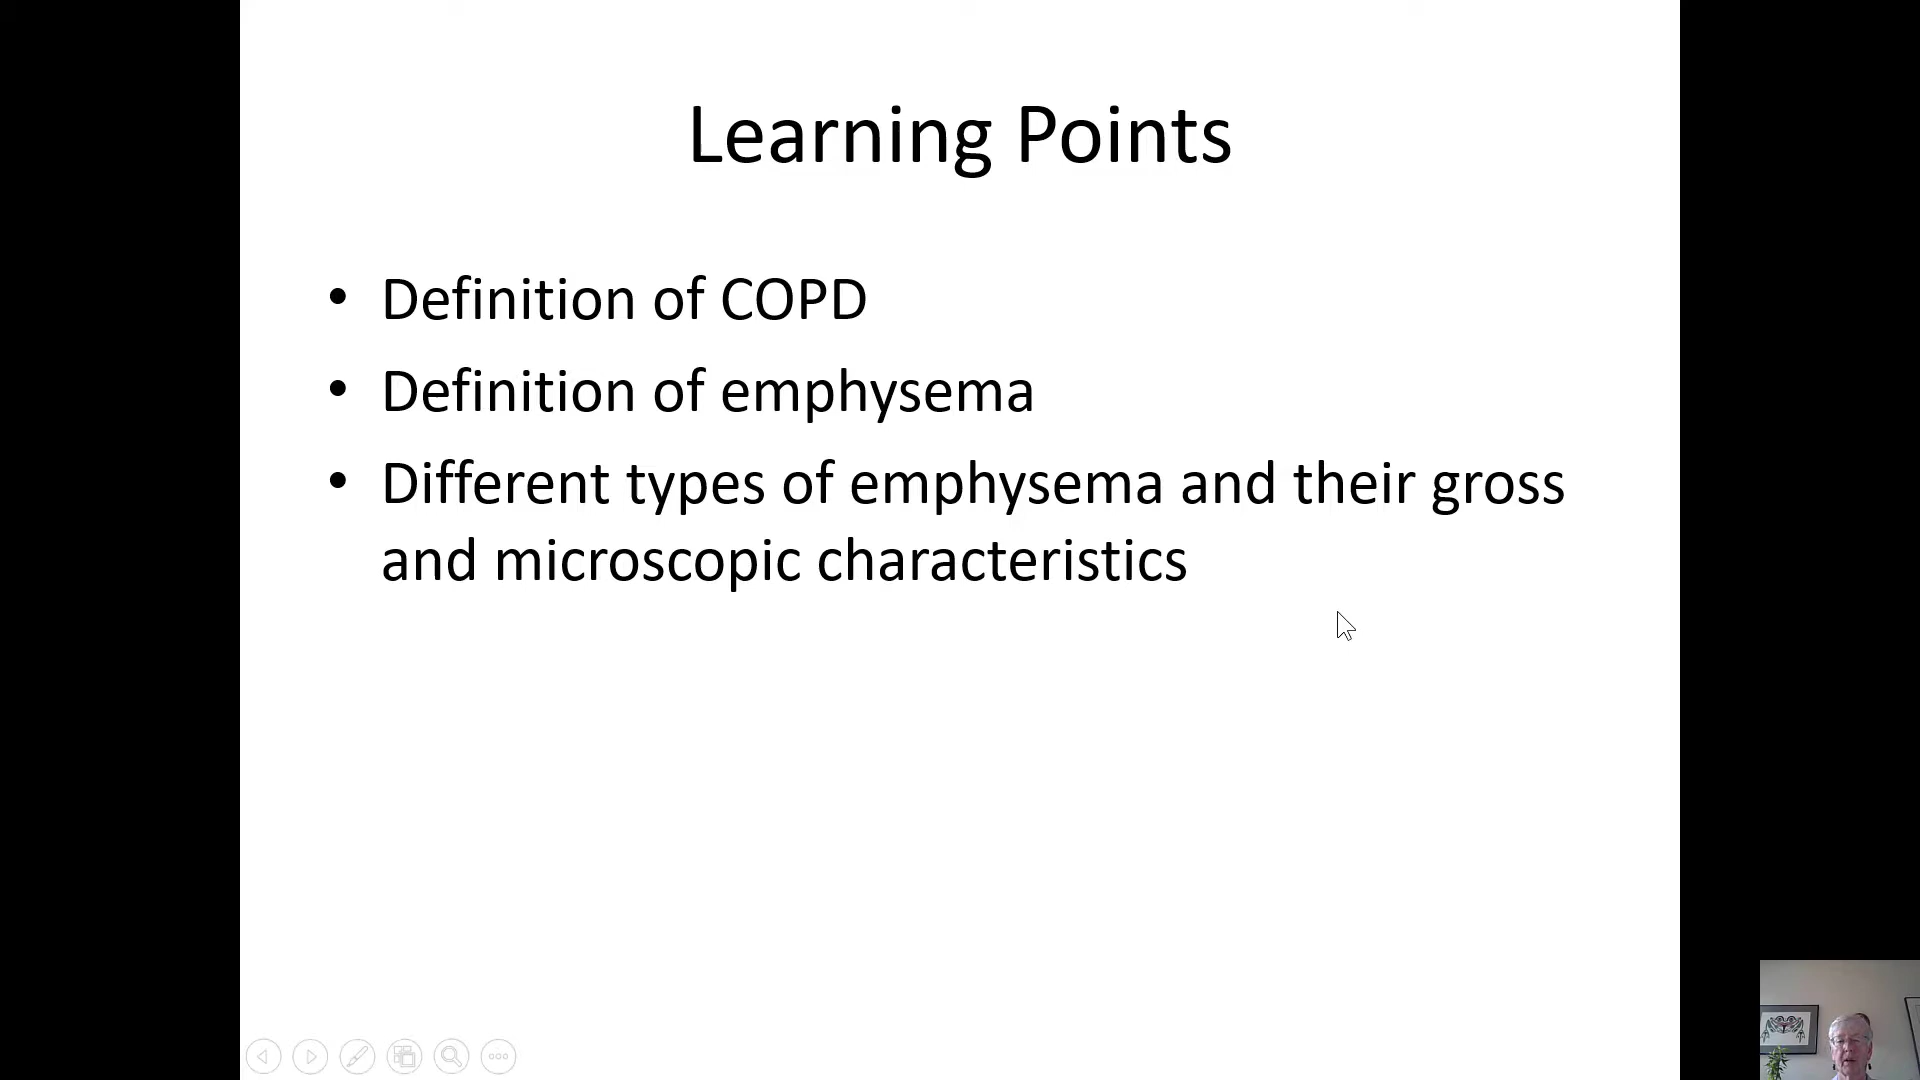 Learning Points
• Definition of COPD
• Definition of emphysema
• Different types of emphysema and their gross
and microscopic characteristics